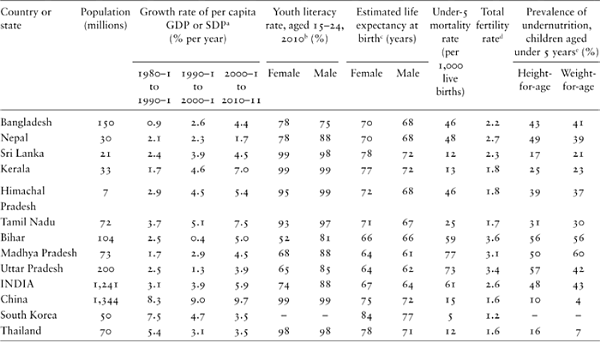 Country or Population Growth rate of per capita Youth literacy Estimated life Under-5 Total Prevalence of
state (millions) GDP or SDPa rate, aged 15–24, expectancy at mortality fertility undernutrition,
(% per year) 2010b (%) birthc (years) rate rated children aged
(per under 5 yearse (%)
1,000
1980–1 1990–1 2000–1 Female Male Female Male live Height- Weight-
to to to births) for-age for-age
1990–1 2000–1 2010–11
Bangladesh 150 0.9 2.6 4.4 78 75 70 68 46 2.2 43 41
Nepal 30 2.1 2.3 1.7 78 88 70 68 48 2.7 49 39
Sri Lanka 21 2.4 3.9 4.5 99 98 78 72 12 2.3 17 21
Kerala 33 1.7 4.6 7.0 99 99 77 72 13 1.8 25 23
Himachal 7 2.9 4.5 5.4 95 99 72 68 46 1.8 39 37
Pradesh
Tamil Nadu 72 3.7 5.1 7.5 93 97 71 67 25 1.7 31 30
Bihar 104 2.5 0.4 5.0 52 81 66 66 59 3.6 56 56
Madhya Pradesh 73 1.7 2.9 4.5 68 88 64 61 77 3.1 50 60
Uttar Pradesh 200 2.5 1.3 3.9 65 85 64 62 73 3.4 57 42
INDIA 1,241 3.1 3.9 5.9 74 88 67 64 61 2.6 48 43
China 1,344 8.3 9.0 9.7 99 99 75 72 15 1.6 10 4
South Korea 50 7.5 4.7 3.5 – – 84 77 5 1.2 – –
Thailand 70 5.4 3.1 3.5 98 98 78 71 12 1.6 16 7